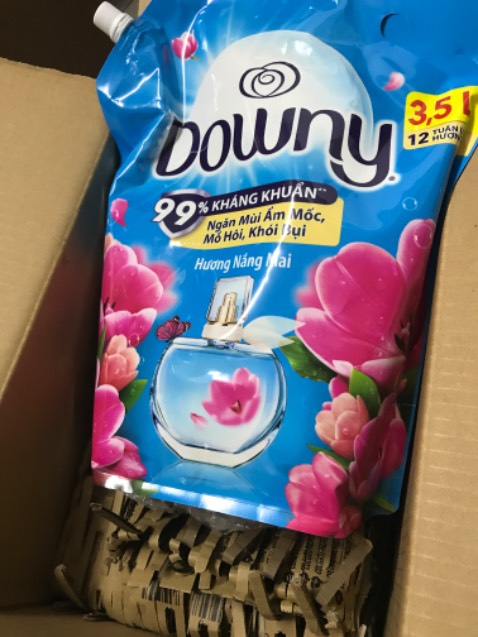 Downy
3,5 l
12 TUẦN
HƯƠNG
99% KHÁNG KHUẨN**
Ngăn Mùi Ẩm Mốc,
Mồ Hôi, Khói Bụi
Hương Nắng Mai